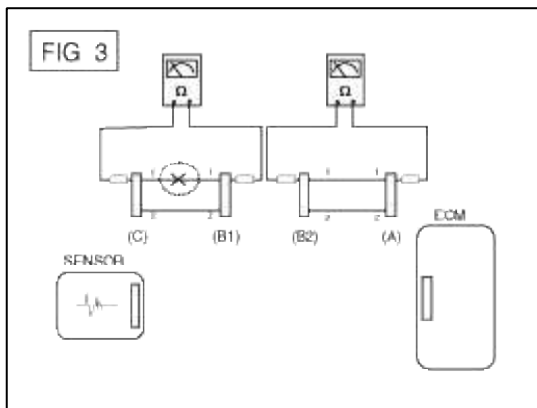 FIG 3
Ω Ω
1 1 1 1
2 2 2 2
(C) (B1) (B2) (A)
SENSOR
ECM